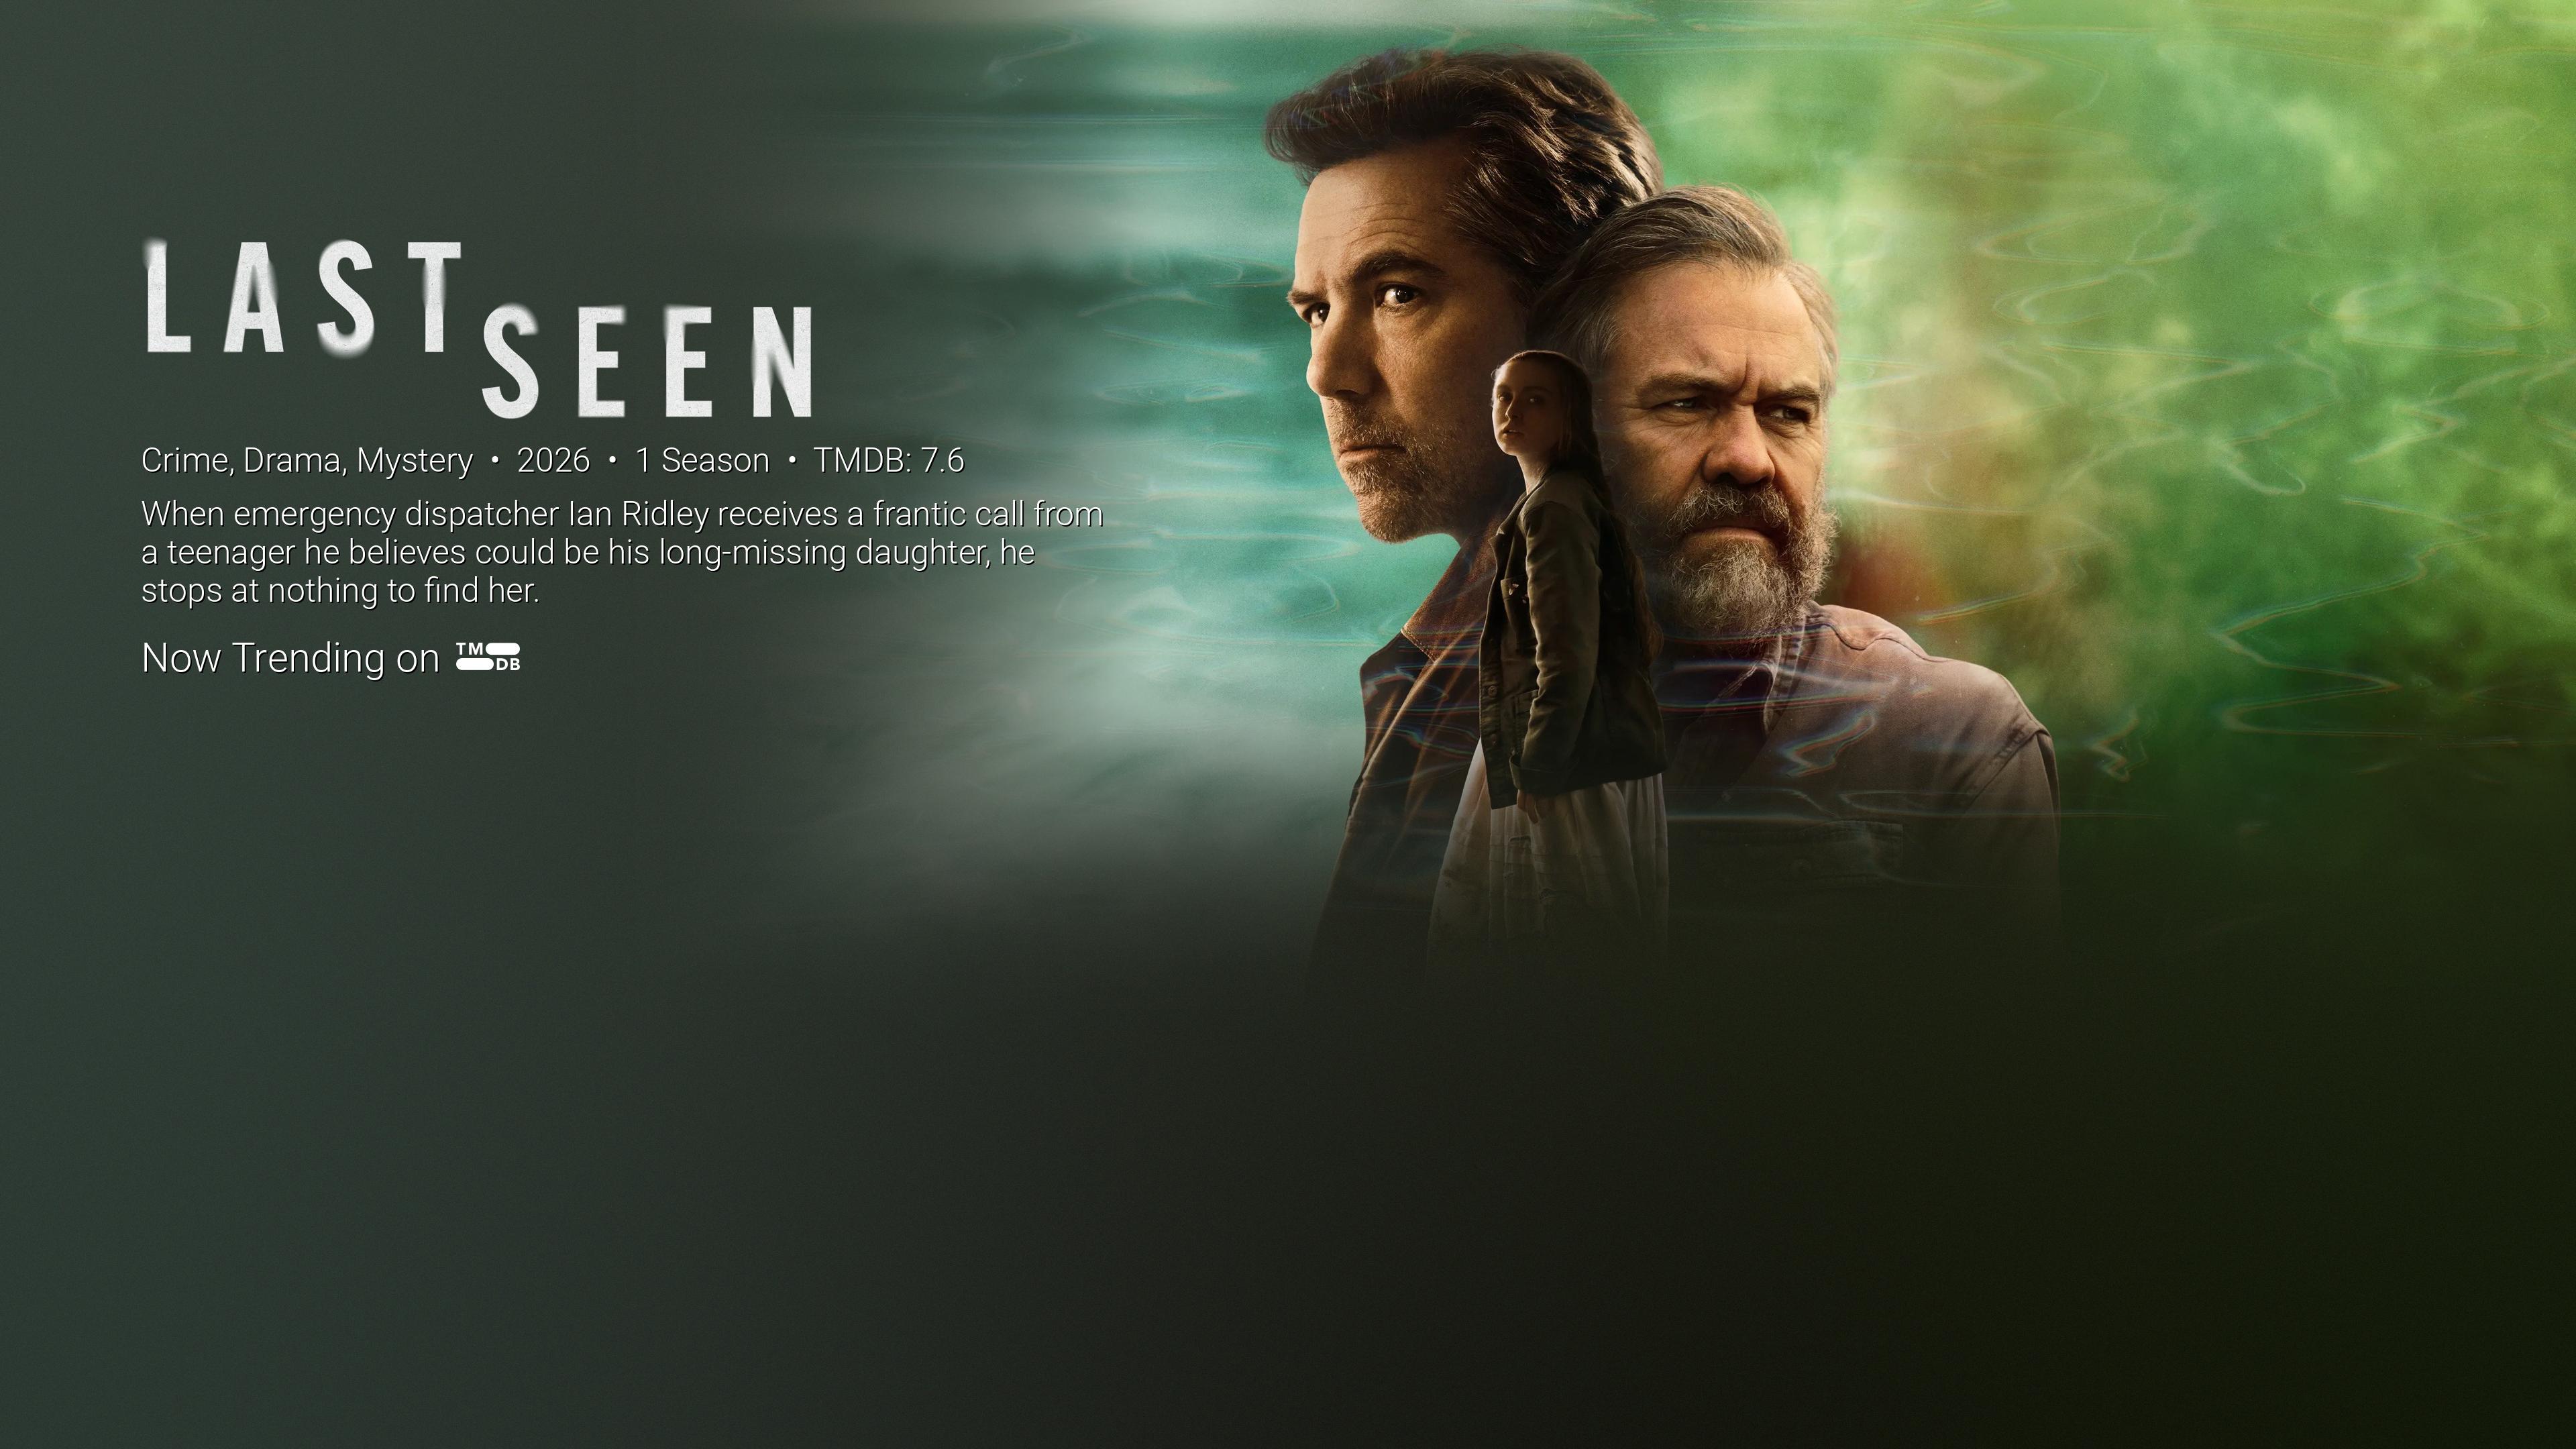 LAST
SEEN
Crime, Drama, Mystery • 2026 • 1 Season • TMDB: 7.6
When emergency dispatcher Ian Ridley receives a frantic call from
a teenager he believes could be his long-missing daughter, he
stops at nothing to find her.
Now Trending on TMDB